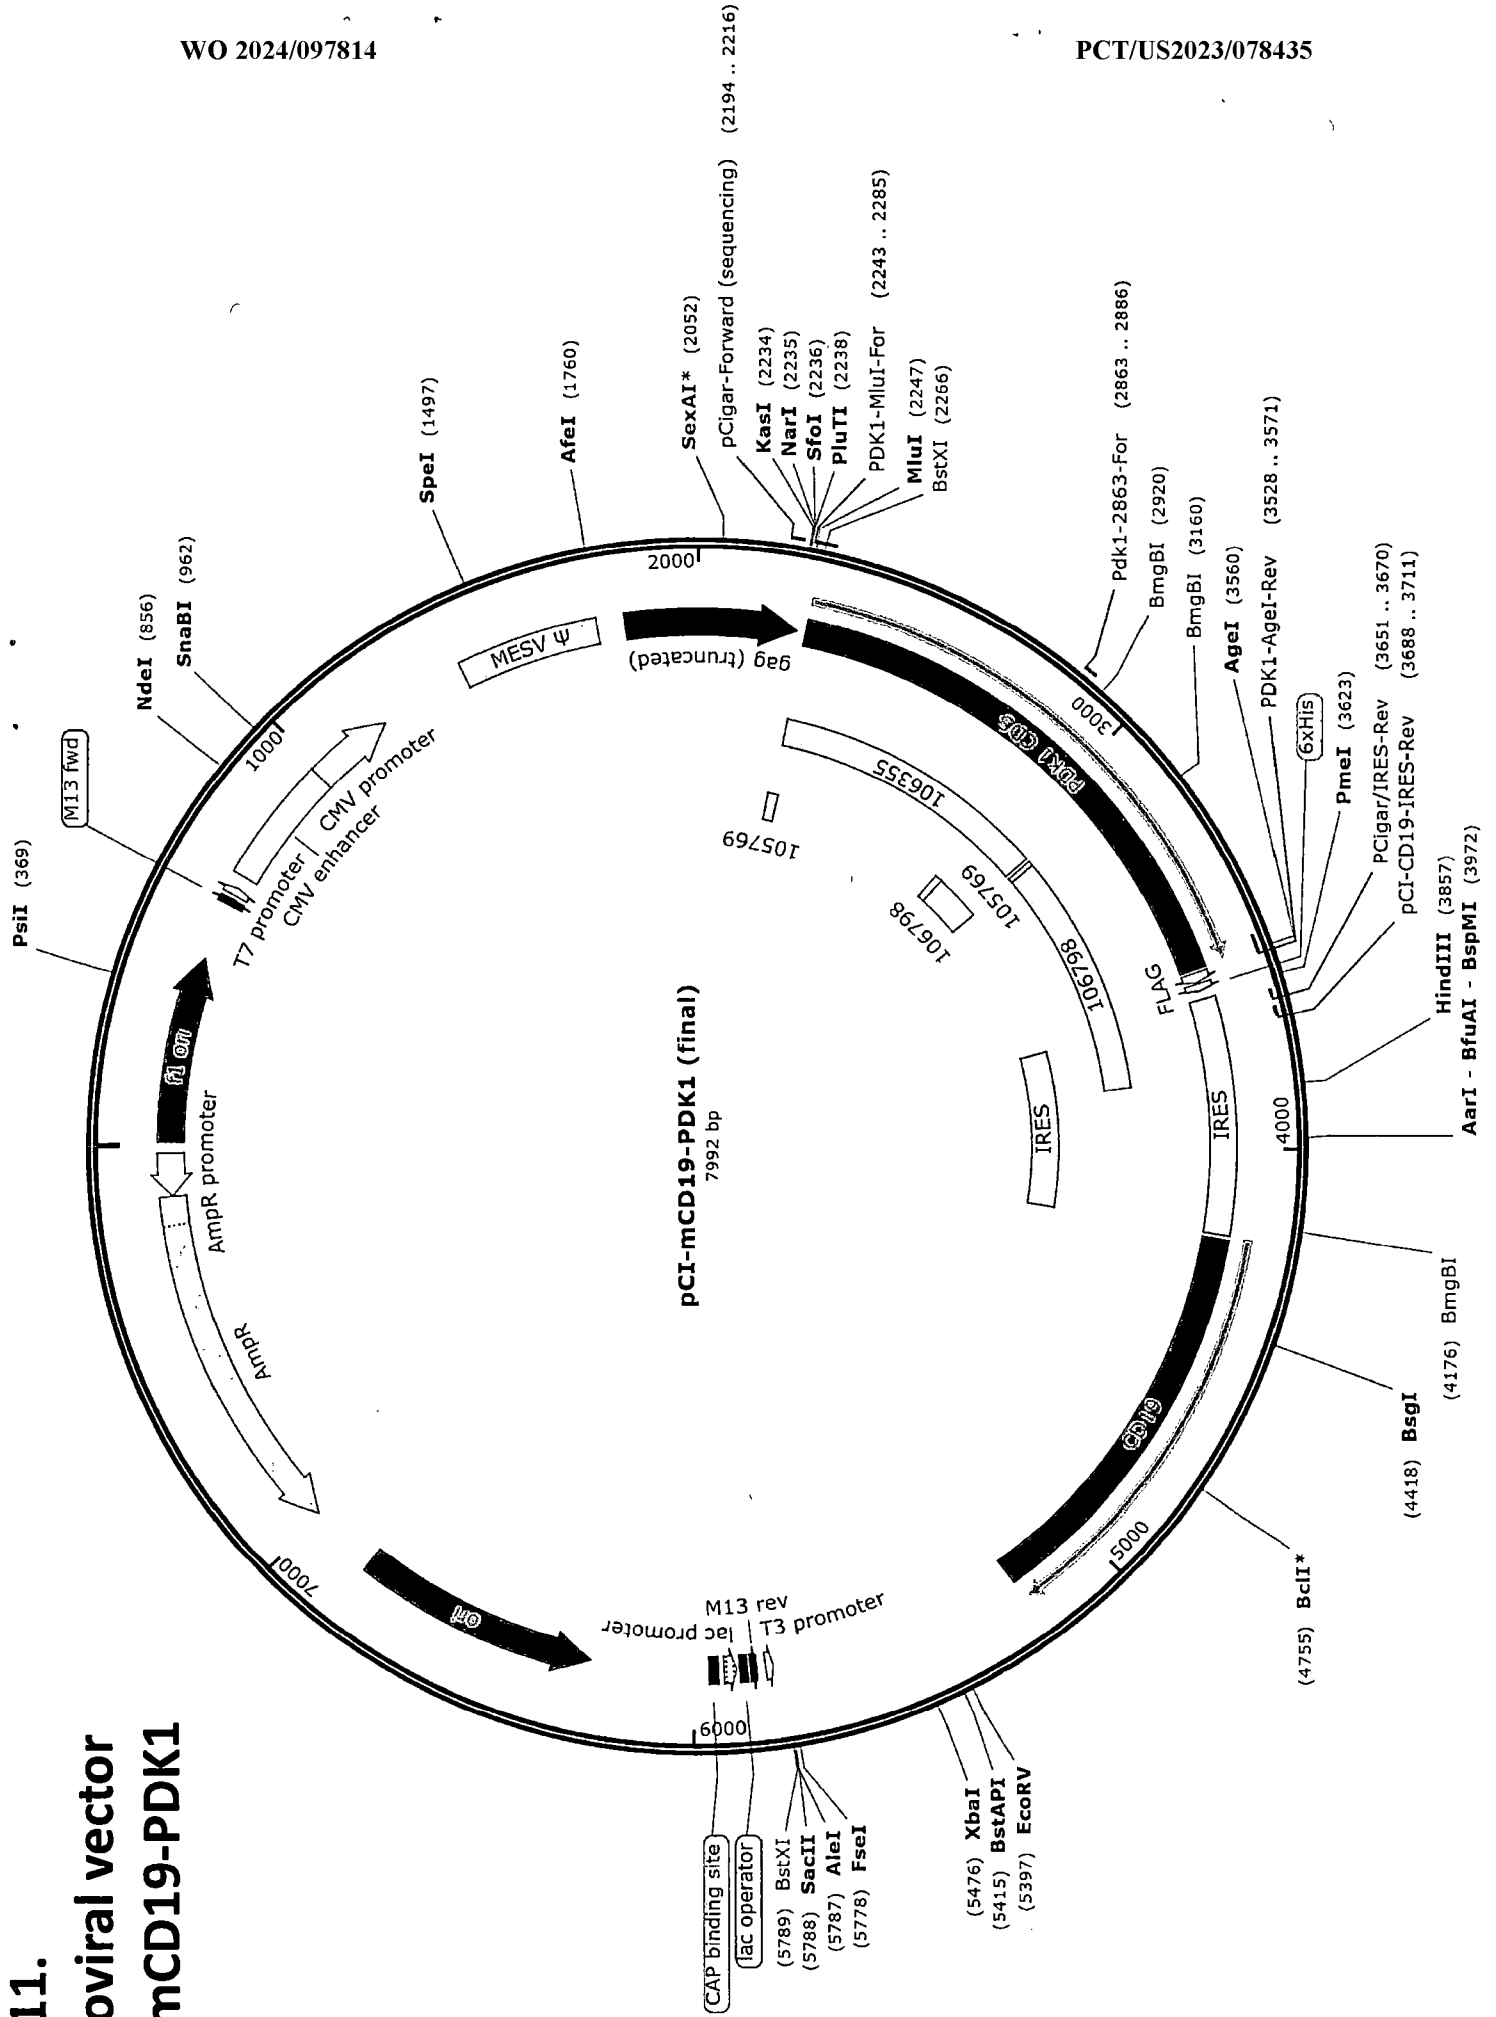 WO 2024/097814
PCT/US2023/078435
11.
oviral vector
mCD19-PDK1
pCI-mCD19-PDK1 (final)
7992 bp
PsiI (369)
M13 fwd
NdeI (856)
SnaBI (962)
SpeI (1497)
AfeI (1760)
SexAI* (2052)
pCigar-Forward (sequencing) (2194 .. 2216)
KasI (2234)
NarI (2235)
SfoI (2236)
PluTI (2238)
PDK1-MluI-For (2243 .. 2285)
MluI (2247)
BstXI (2266)
Pdk1-2863-For (2863 .. 2886)
BmgBI (2920)
BmgBI (3160)
AgeI (3560)
PDK1-AgeI-Rev (3528 .. 3571)
6xHis
PmeI (3623)
PCigar/IRES-Rev (3651 .. 3670)
pCI-CD19-IRES-Rev (3688 .. 3711)
HindIII (3857)
AarI - BfuAI - BspMI (3972)
(4176) BmgBI
(4418) BsgI
(4755) BclI*
(5397) EcoRV
(5415) BstAPI
(5476) XbaI
(5778) FseI
(5787) AleI
(5788) SacII
(5789) BstXI
lac operator
CAP binding site
1000
2000
3000
4000
5000
6000
7000
f1 ori
AmpR promoter
AmpR
ori
lac promoter
M13 rev
T3 promoter
T7 promoter
CMV enhancer
CMV promoter
MESV Ψ
gag (truncated)
PDK1 CDS
106355
105769
106798
105769
106798
FLAG
IRES
IRES
CD19